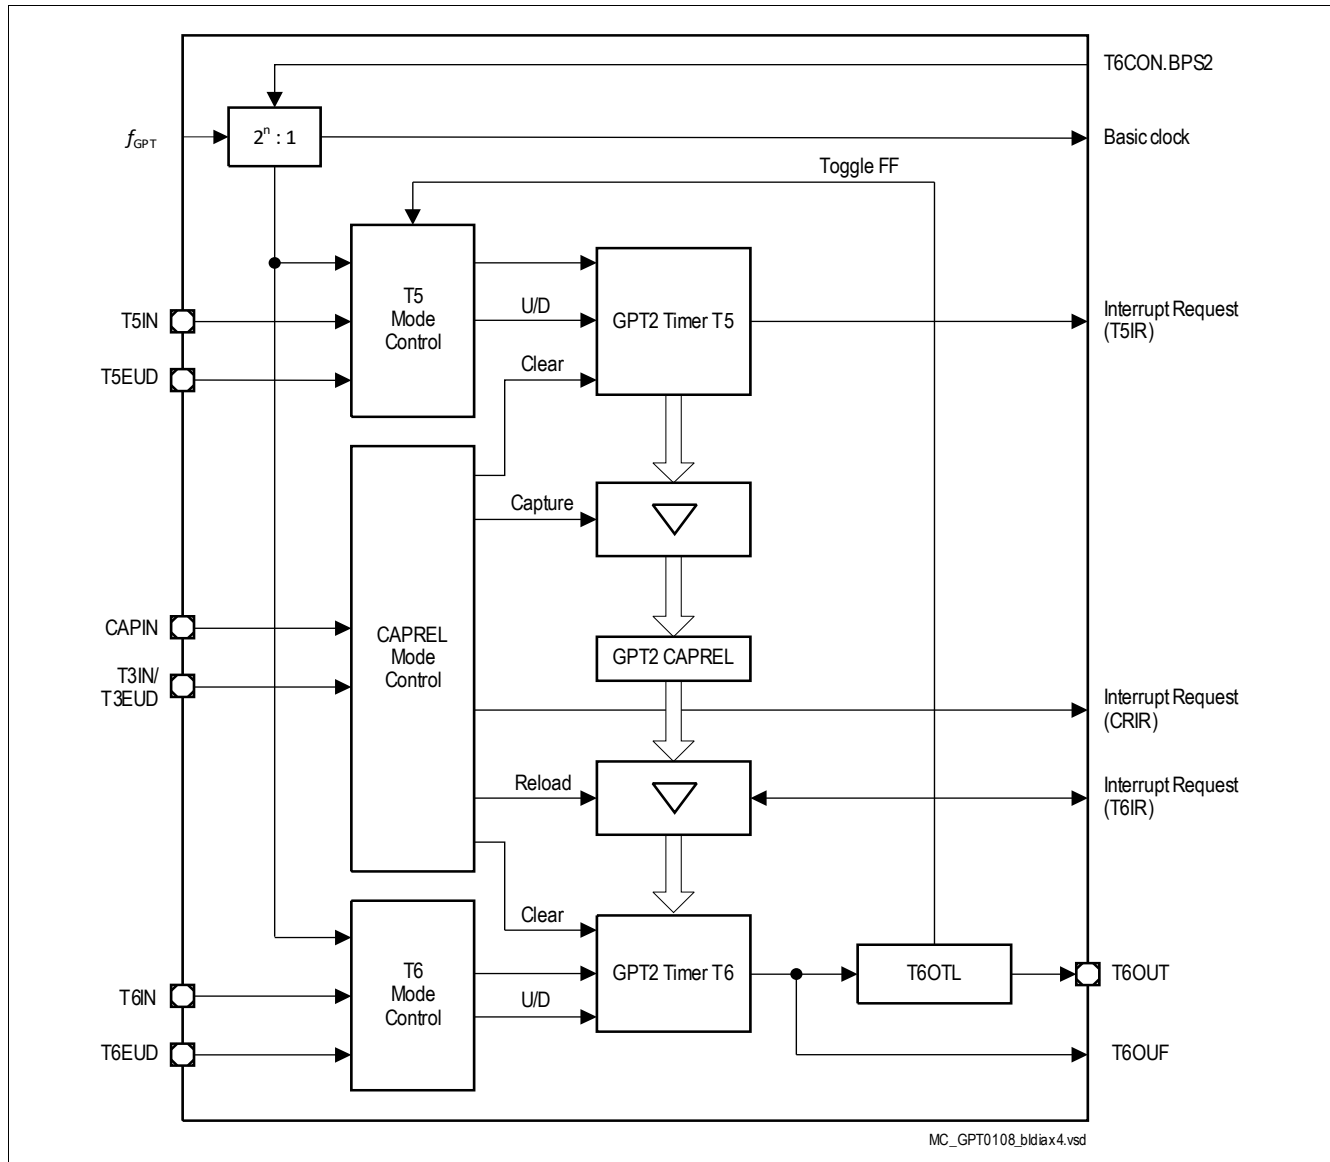 T6CON.BPS2
fGPT
2ⁿ : 1
Basic clock
Toggle FF
T5
Mode
Control
U/D
GPT2 Timer T5
T5IN
Interrupt Request
(T5IR)
Clear
T5EUD
Capture
CAPIN
CAPREL
Mode
Control
GPT2 CAPREL
T3IN/
T3EUD
Interrupt Request
(CRIR)
Reload
Interrupt Request
(T6IR)
Clear
T6
Mode
Control
GPT2 Timer T6
T6OTL
T6OUT
T6IN
U/D
T6EUD
T6OUF
MC_GPT0108_bldiax4.vsd